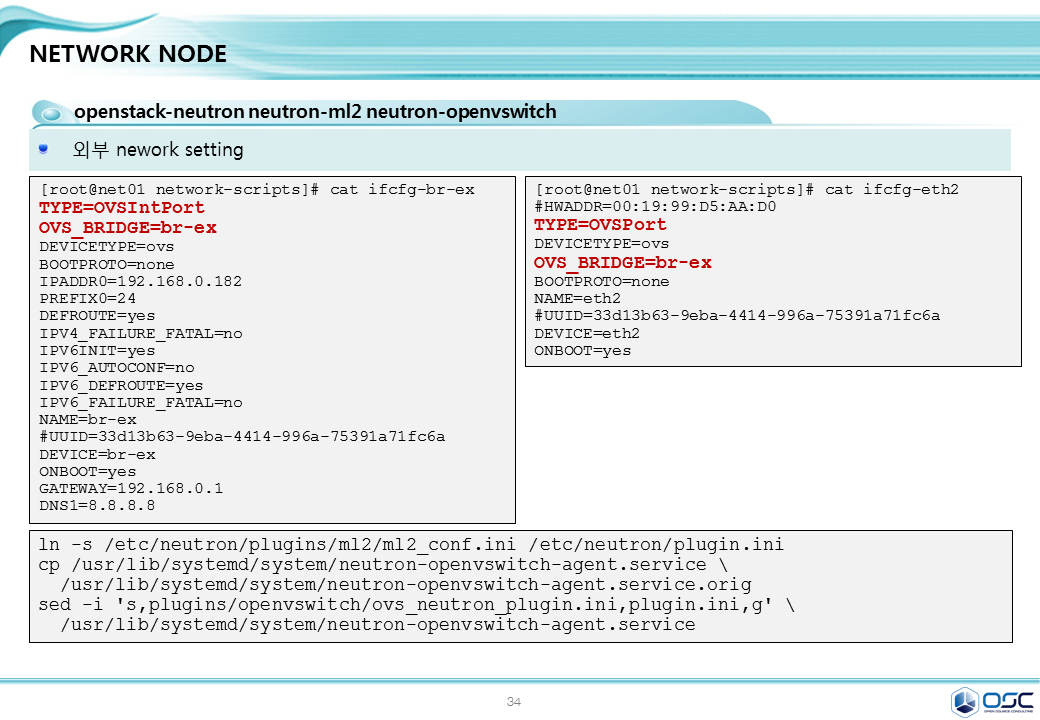 NETWORK NODE
openstack-neutron neutron-ml2 neutron-openvswitch
외부 nework setting
[root@net01 network-scripts]# cat ifcfg-br-ex
TYPE=OVSIntPort
OVS_BRIDGE=br-ex
DEVICETYPE=ovs
BOOTPROTO=none
IPADDR0=192.168.0.182
PREFIX0=24
DEFROUTE=yes
IPV4_FAILURE_FATAL=no
IPV6INIT=yes
IPV6_AUTOCONF=no
IPV6_DEFROUTE=yes
IPV6_FAILURE_FATAL=no
NAME=br-ex
#UUID=33d13b63-9eba-4414-996a-75391a71fc6a
DEVICE=br-ex
ONBOOT=yes
GATEWAY=192.168.0.1
DNS1=8.8.8.8
[root@net01 network-scripts]# cat ifcfg-eth2
#HWADDR=00:19:99:D5:AA:D0
TYPE=OVSPort
DEVICETYPE=ovs
OVS_BRIDGE=br-ex
BOOTPROTO=none
NAME=eth2
#UUID=33d13b63-9eba-4414-996a-75391a71fc6a
DEVICE=eth2
ONBOOT=yes
ln -s /etc/neutron/plugins/ml2/ml2_conf.ini /etc/neutron/plugin.ini
cp /usr/lib/systemd/system/neutron-openvswitch-agent.service \
/usr/lib/systemd/system/neutron-openvswitch-agent.service.orig
sed -i 's,plugins/openvswitch/ovs_neutron_plugin.ini,plugin.ini,g' \
/usr/lib/systemd/system/neutron-openvswitch-agent.service
34
OSC
OPEN SOURCE CONSULTING